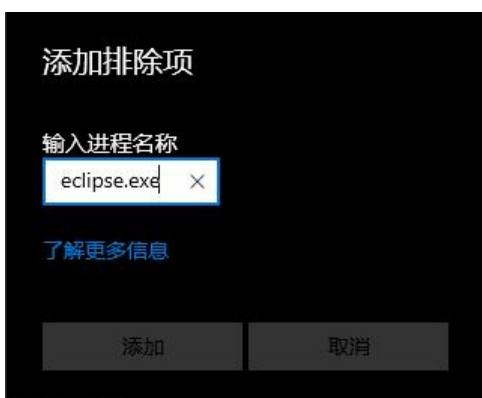 添加排除项
输入进程名称
eclipse.exe
了解更多信息
添加 取消